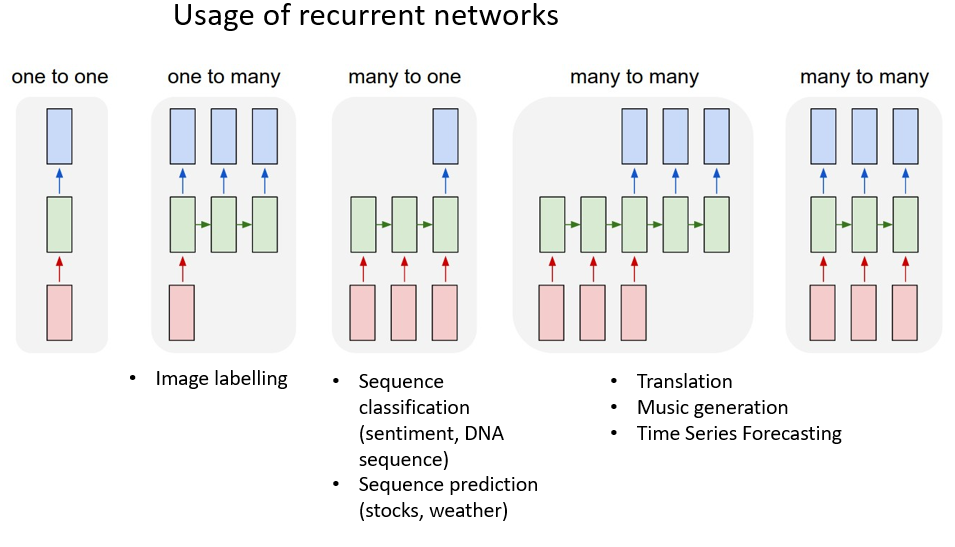 Usage of recurrent networks
one to one
one to many
many to one
many to many
many to many
• Image labelling
• Sequence
classification
(sentiment, DNA
sequence)
• Sequence prediction
(stocks, weather)
• Translation
• Music generation
• Time Series Forecasting